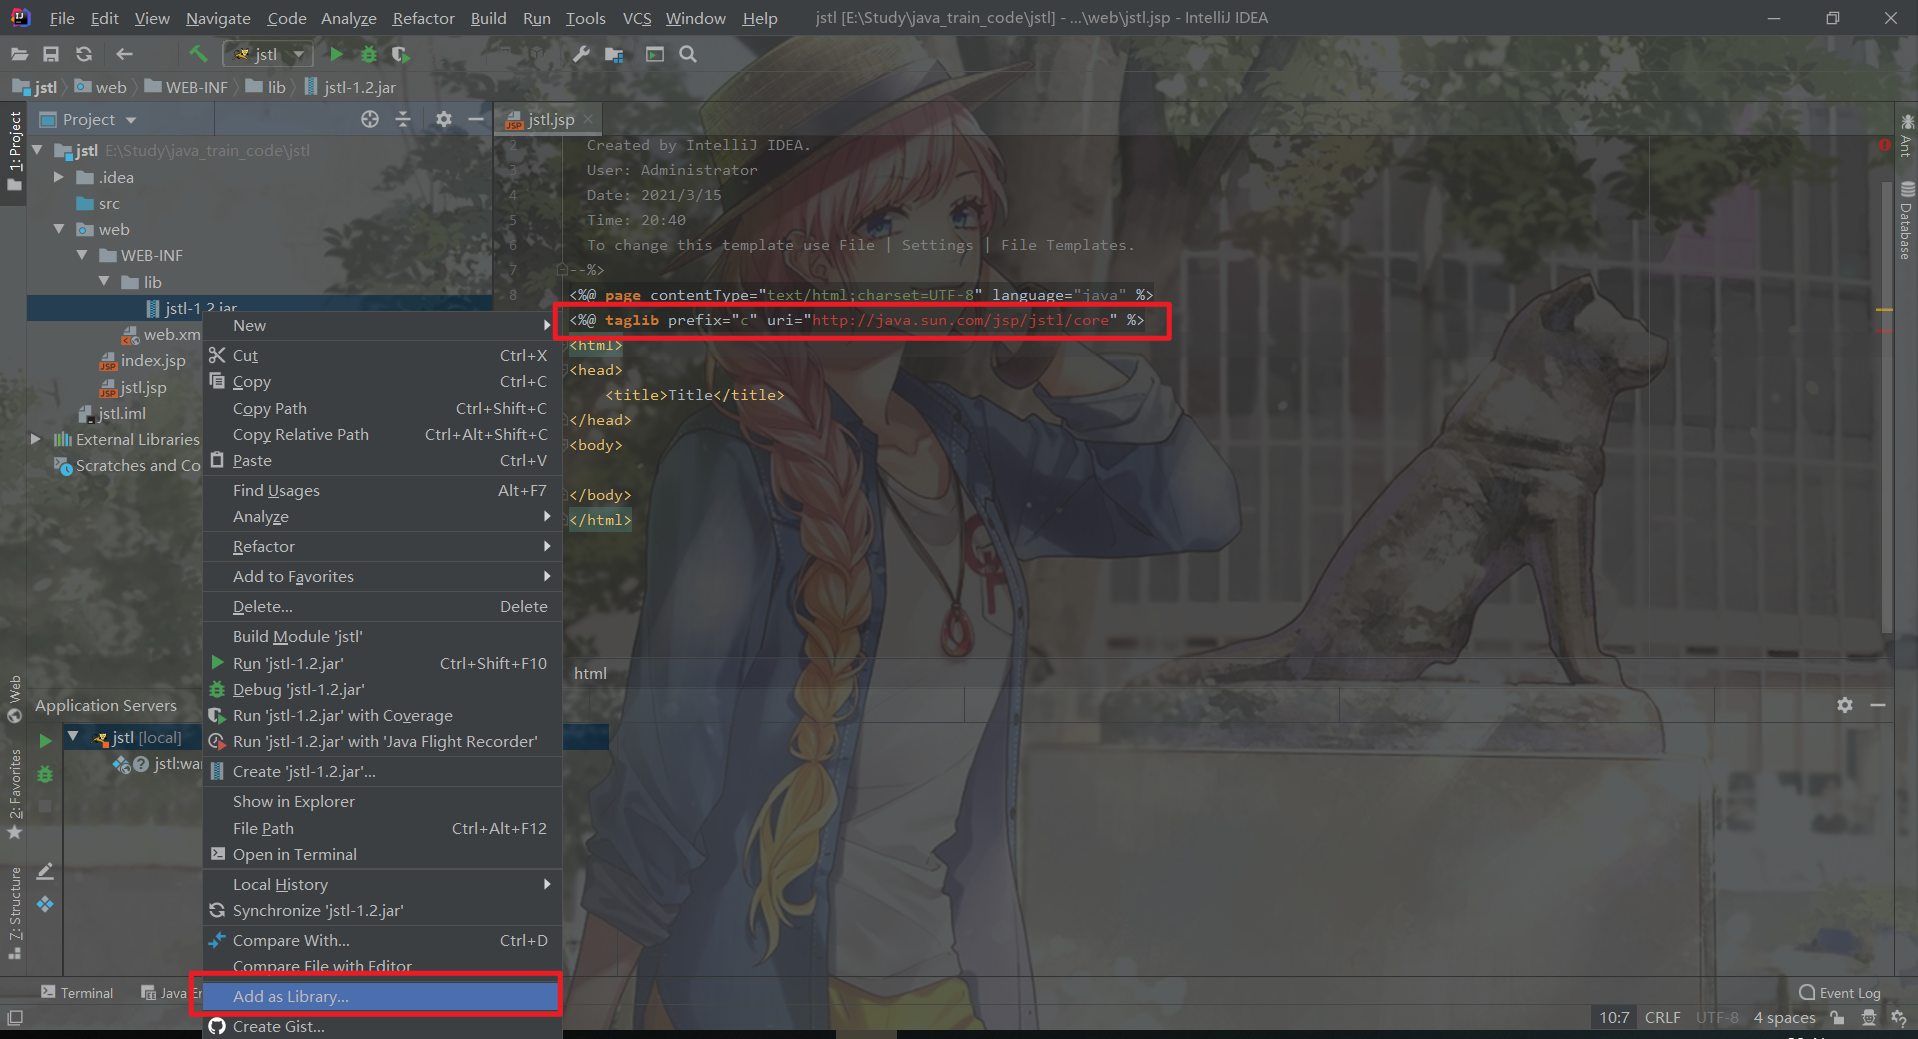 File Edit View Navigate Code Analyze Refactor Build Run Tools VCS Window Help jstl [E:\Study\java_train_code\jstl] - ...\web\jstl.jsp - IntelliJ IDEA
jstl
jstl web WEB-INF lib jstl-1.2.jar
1: Project
Project
jstl E:\Study\java_train_code\jstl
.idea
src
web
WEB-INF
lib
jstl-1.2.jar
web.xm
index.jsp
jstl.jsp
jstl.iml
External Libraries
Scratches and Co
jstl.jsp
2 Created by IntelliJ IDEA.
3 User: Administrator
4 Date: 2021/3/15
5 Time: 20:40
6 To change this template use File | Settings | File Templates.
7 --%>
8 <%@ page contentType="text/html;charset=UTF-8" language="java" %>
<%@ taglib prefix="c" uri="http://java.sun.com/jsp/jstl/core" %>
<html>
<head>
<title>Title</title>
</head>
<body>
</body>
</html>
html
Ant
Database
New
Cut Ctrl+X
Copy Ctrl+C
Copy Path Ctrl+Shift+C
Copy Relative Path Ctrl+Alt+Shift+C
Paste Ctrl+V
Find Usages Alt+F7
Analyze
Refactor
Add to Favorites
Delete... Delete
Build Module 'jstl'
Run 'jstl-1.2.jar' Ctrl+Shift+F10
Debug 'jstl-1.2.jar'
Run 'jstl-1.2.jar' with Coverage
Run 'jstl-1.2.jar' with 'Java Flight Recorder'
Create 'jstl-1.2.jar'...
Show in Explorer
File Path Ctrl+Alt+F12
Open in Terminal
Local History
Synchronize 'jstl-1.2.jar'
Compare With... Ctrl+D
Compare File with Editor
Add as Library...
Create Gist...
Web
2: Favorites
7: Structure
Application Servers
jstl [local]
jstl:war
Terminal Java Er
Event Log
10:7 CRLF UTF-8 4 spaces